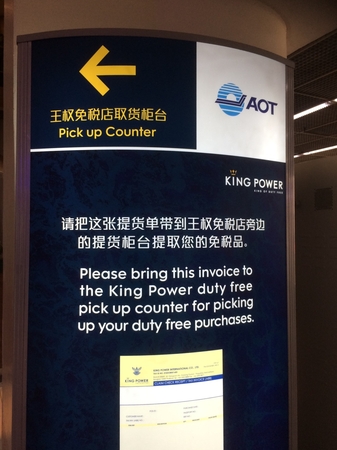 王权免税店取货柜台
Pick up Counter
AOT
KING POWER
请把这张提货单带到王权免税店旁边
的提货柜台提取您的免税品。
Please bring this invoice to
the King Power duty free
pick up counter for picking
up your duty free purchases.
KING POWER